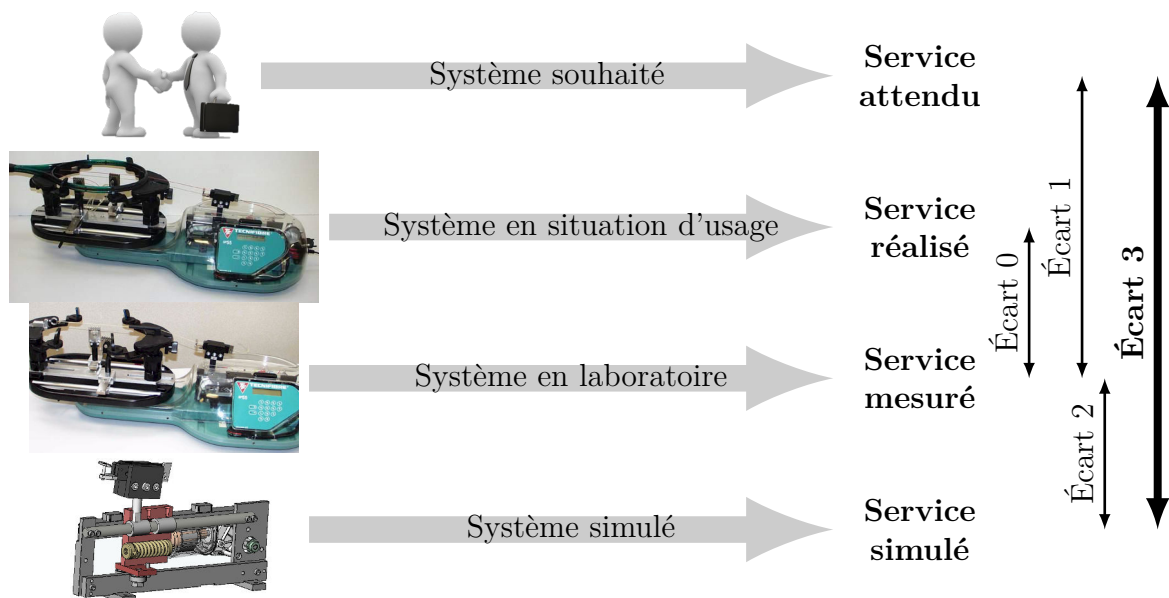 Système souhaité
Service
attendu
Système en situation d'usage
Service
réalisé
Système en laboratoire
Service
mesuré
Système simulé
Service
simulé
Écart 0
Écart 1
Écart 2
Écart 3
TECNIFIBRE